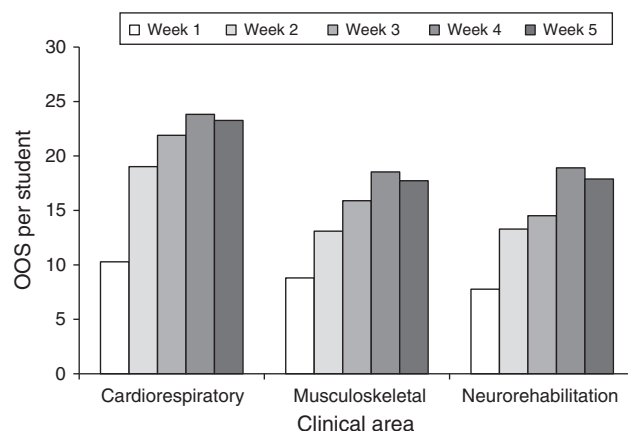 Week 1 Week 2 Week 3 Week 4 Week 5
OOS per student
30
25
20
15
10
5
0
Cardiorespiratory Musculoskeletal Neurorehabilitation
Clinical area